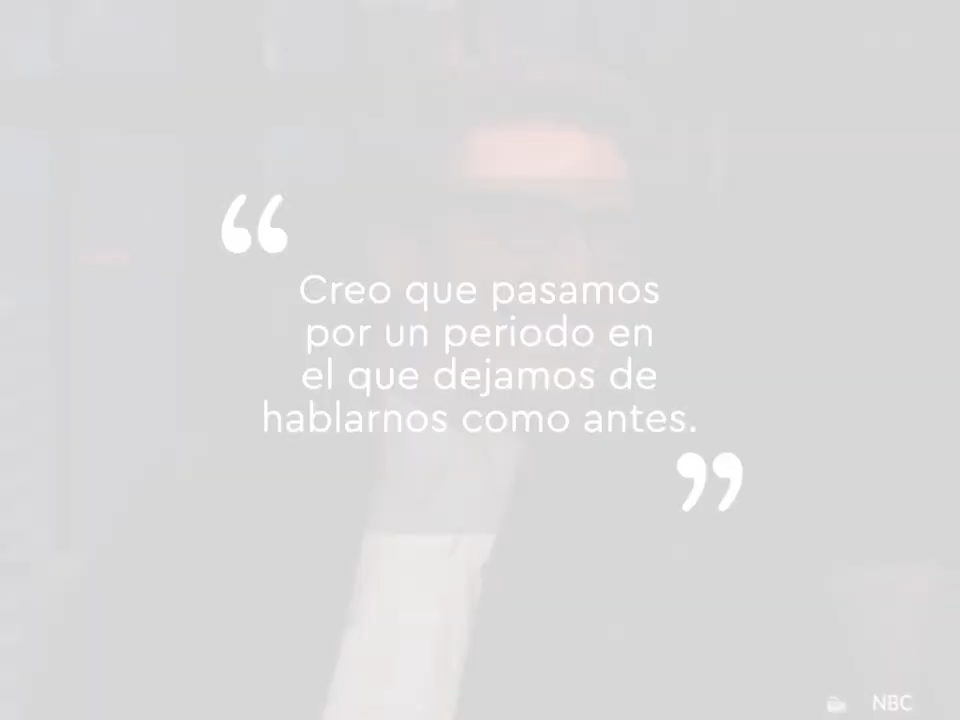 “
Creo que pasamos
por un periodo en
el que dejamos de
hablarnos como antes.
”
NBC